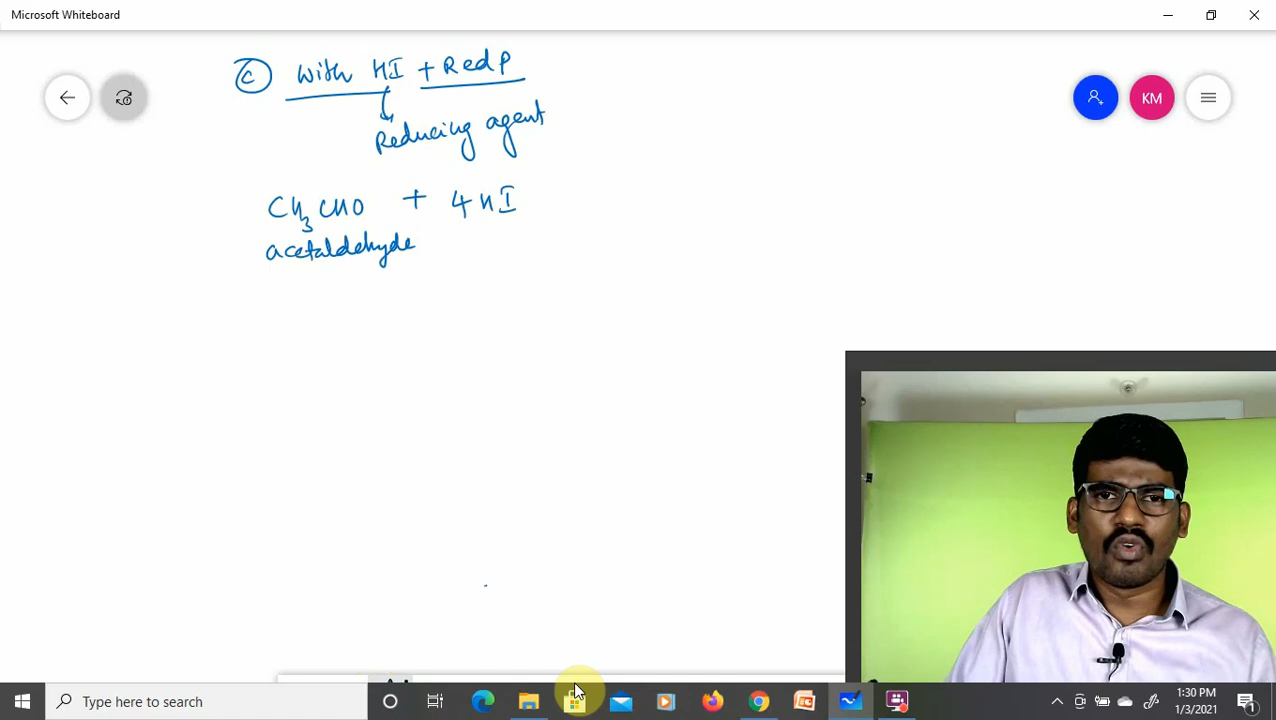 Microsoft Whiteboard
C with HI + Red P
Reducing agent
CH3CHO + 4HI
acetaldehyde
KM
Type here to search
1:30 PM
1/3/2021
1